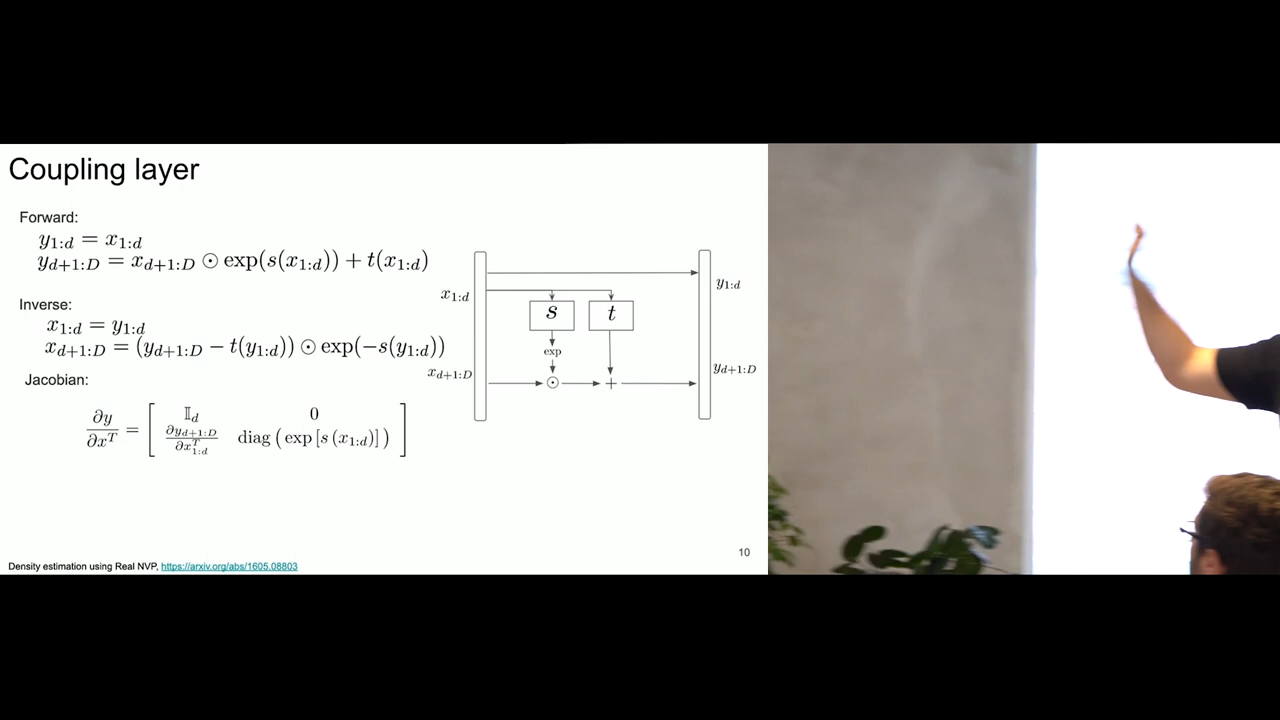 Coupling layer
Forward:
y_{1:d} = x_{1:d}
y_{d+1:D} = x_{d+1:D} ⊙ exp(s(x_{1:d})) + t(x_{1:d})
Inverse:
x_{1:d} = y_{1:d}
x_{d+1:D} = (y_{d+1:D} − t(y_{1:d})) ⊙ exp(−s(y_{1:d}))
Jacobian:
∂y/∂x^T = [ 𝕀_d 0
∂y_{d+1:D}/∂x^T_{1:d} diag(exp[s(x_{1:d})]) ]
x_{1:d}
s
t
y_{1:d}
exp
x_{d+1:D}
⊙
+
y_{d+1:D}
10
Density estimation using Real NVP, https://arxiv.org/abs/1605.08803